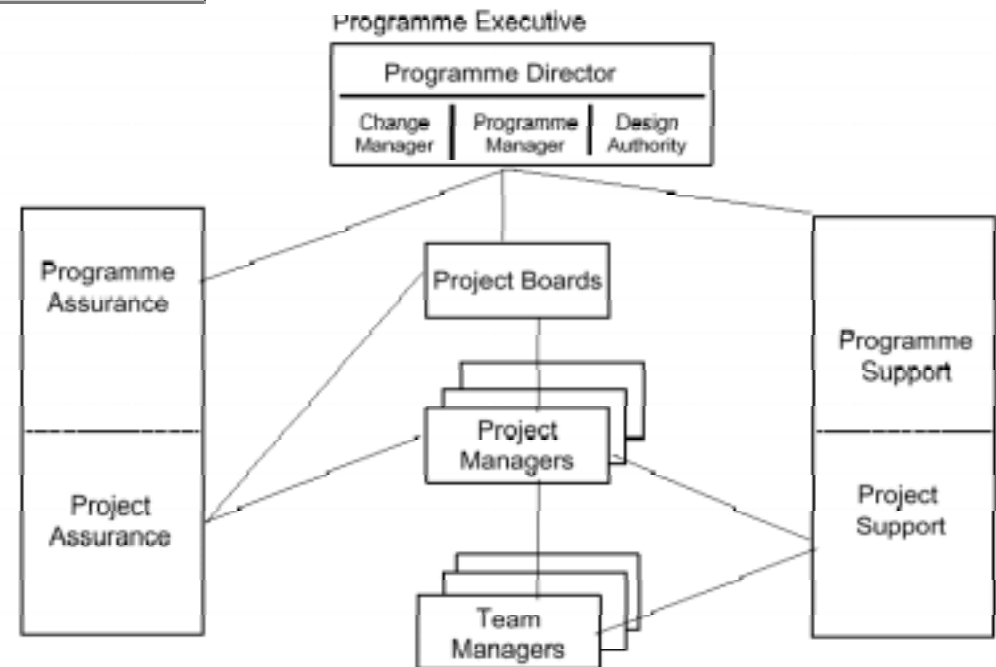 Programme Executive
Programme Director
Change
Manager
Programme
Manager
Design
Authority
Programme
Assurance
Project Boards
Programme
Support
Project
Managers
Project
Assurance
Project
Support
Team
Managers